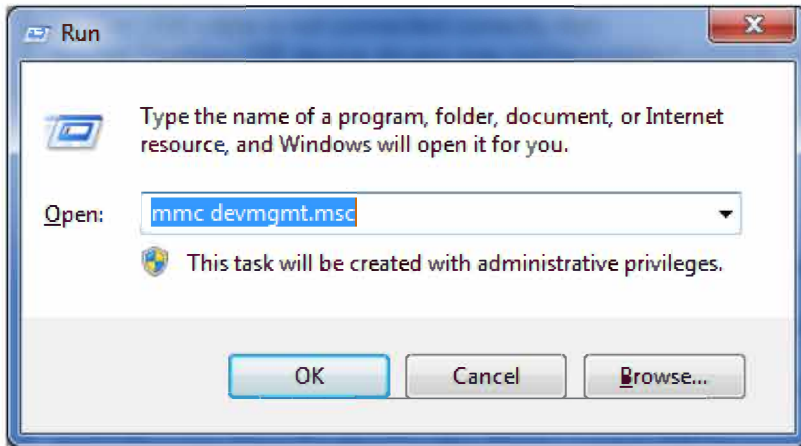 Run
Type the name of a program, folder, document, or Internet
resource, and Windows will open it for you.
Open: mmc devmgmt.msc
This task will be created with administrative privileges.
OK Cancel Browse...